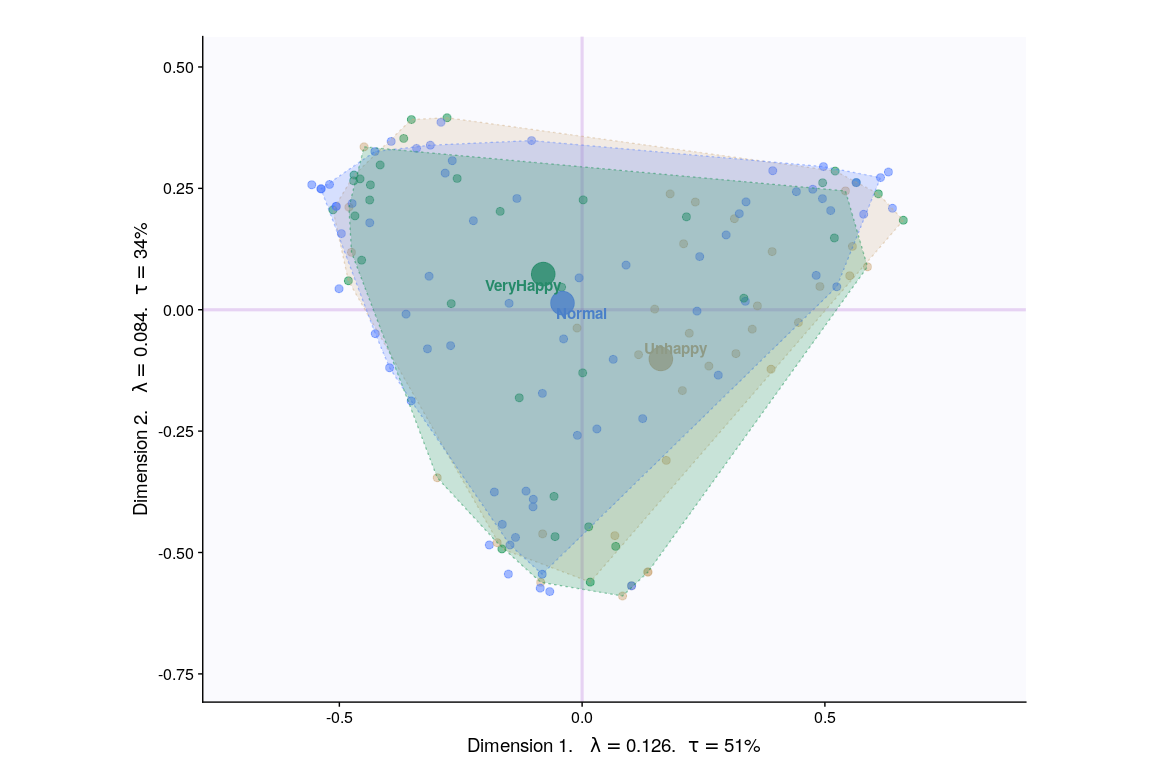 0.50
0.25
0.00
-0.25
-0.50
-0.75
Dimension 2.   λ = 0.084.   τ = 34%
VeryHappy
Normal
Unhappy
-0.5
0.0
0.5
Dimension 1.   λ = 0.126.   τ = 51%